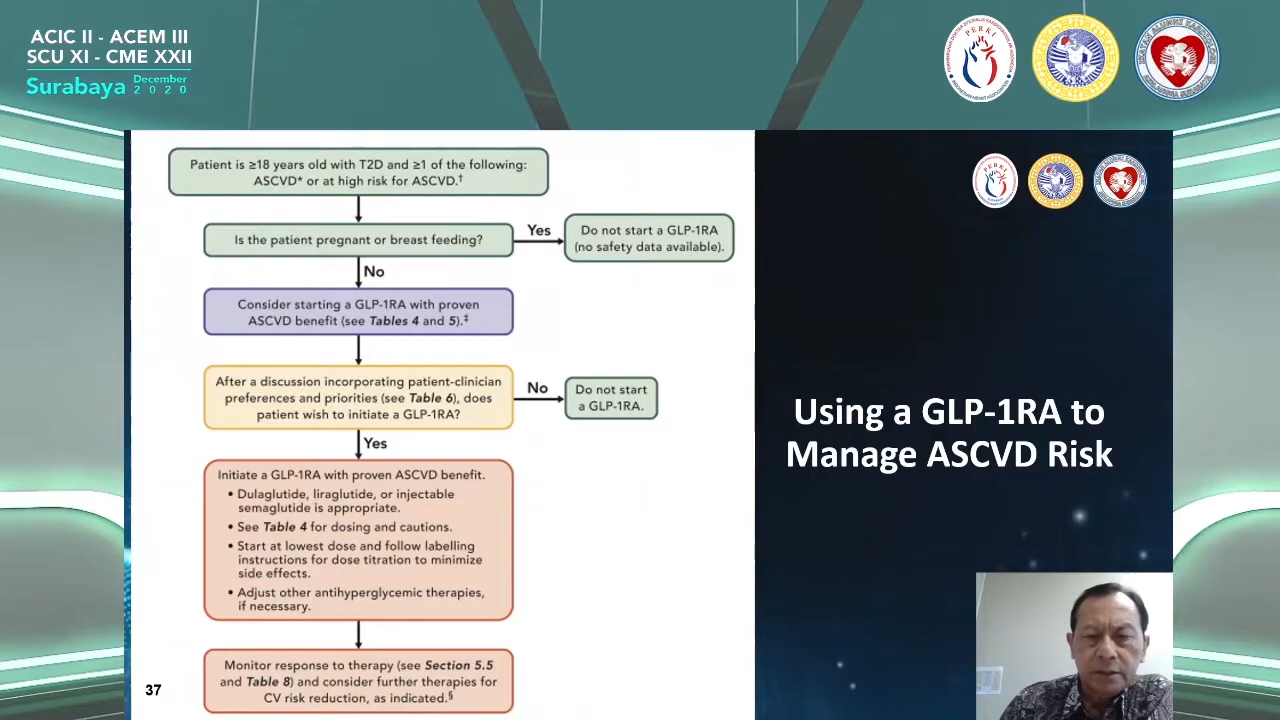 ACIC II - ACEM III
SCU XI - CME XXII
Surabaya December
2020
Patient is ≥18 years old with T2D and ≥1 of the following:
ASCVD* or at high risk for ASCVD.†
Is the patient pregnant or breast feeding?
Yes
Do not start a GLP-1RA
(no safety data available).
No
Consider starting a GLP-1RA with proven
ASCVD benefit (see Tables 4 and 5).‡
After a discussion incorporating patient-clinician
preferences and priorities (see Table 6), does
patient wish to initiate a GLP-1RA?
No
Do not start
a GLP-1RA.
Yes
Initiate a GLP-1RA with proven ASCVD benefit.
• Dulaglutide, liraglutide, or injectable
semaglutide is appropriate.
• See Table 4 for dosing and cautions.
• Start at lowest dose and follow labelling
instructions for dose titration to minimize
side effects.
• Adjust other antihyperglycemic therapies,
if necessary.
Monitor response to therapy (see Section 5.5
and Table 8) and consider further therapies for
CV risk reduction, as indicated.§
37
Using a GLP-1RA to
Manage ASCVD Risk
PERKI